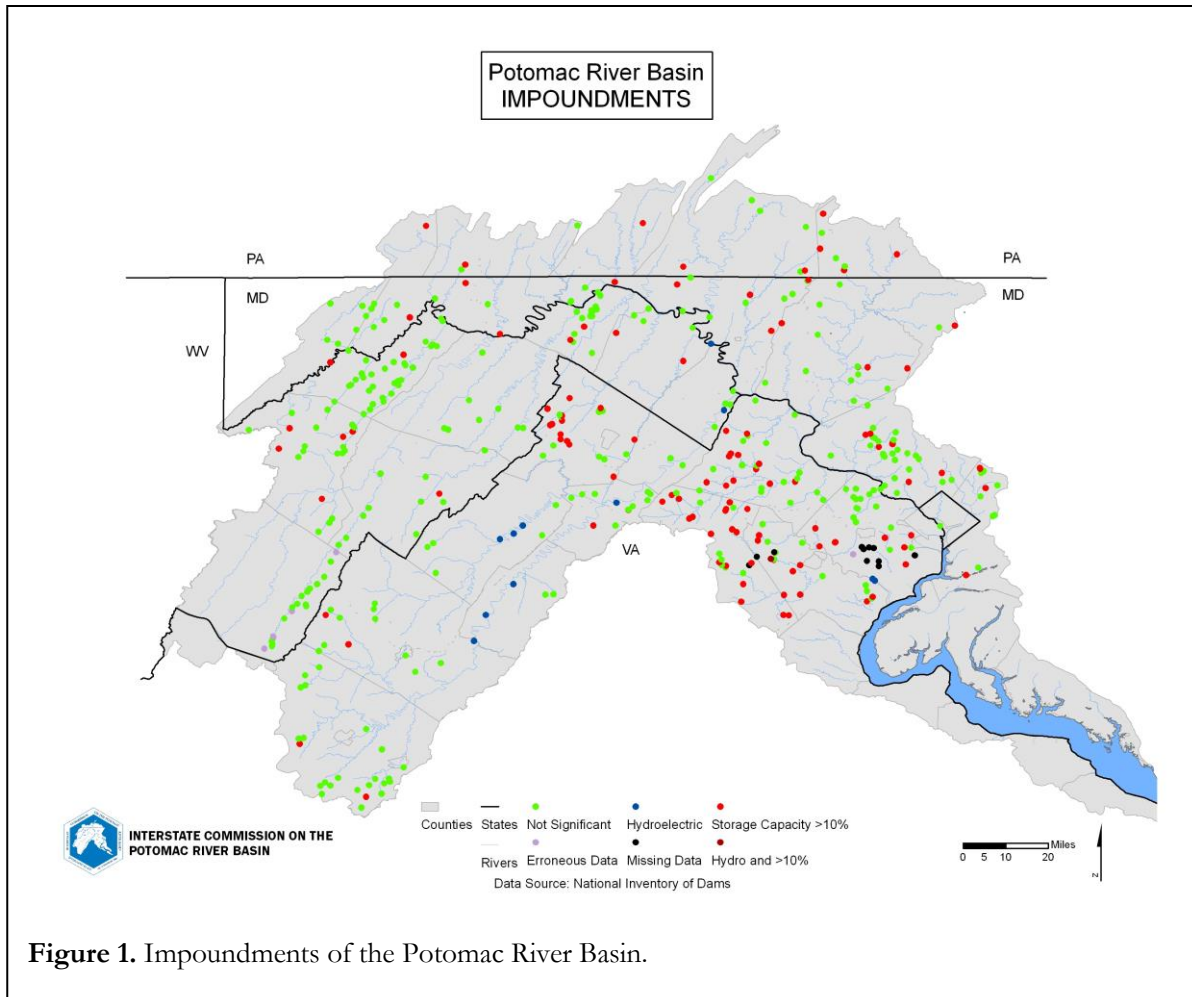 Potomac River Basin
IMPOUNDMENTS
PA
MD
PA
MD
WV
VA
INTERSTATE COMMISSION ON THE
POTOMAC RIVER BASIN
Counties States Not Significant Hydroelectric Storage Capacity >10%
Rivers Erroneous Data Missing Data Hydro and >10%
Data Source: National Inventory of Dams
Miles
0 5 10 20
N
Figure 1. Impoundments of the Potomac River Basin.